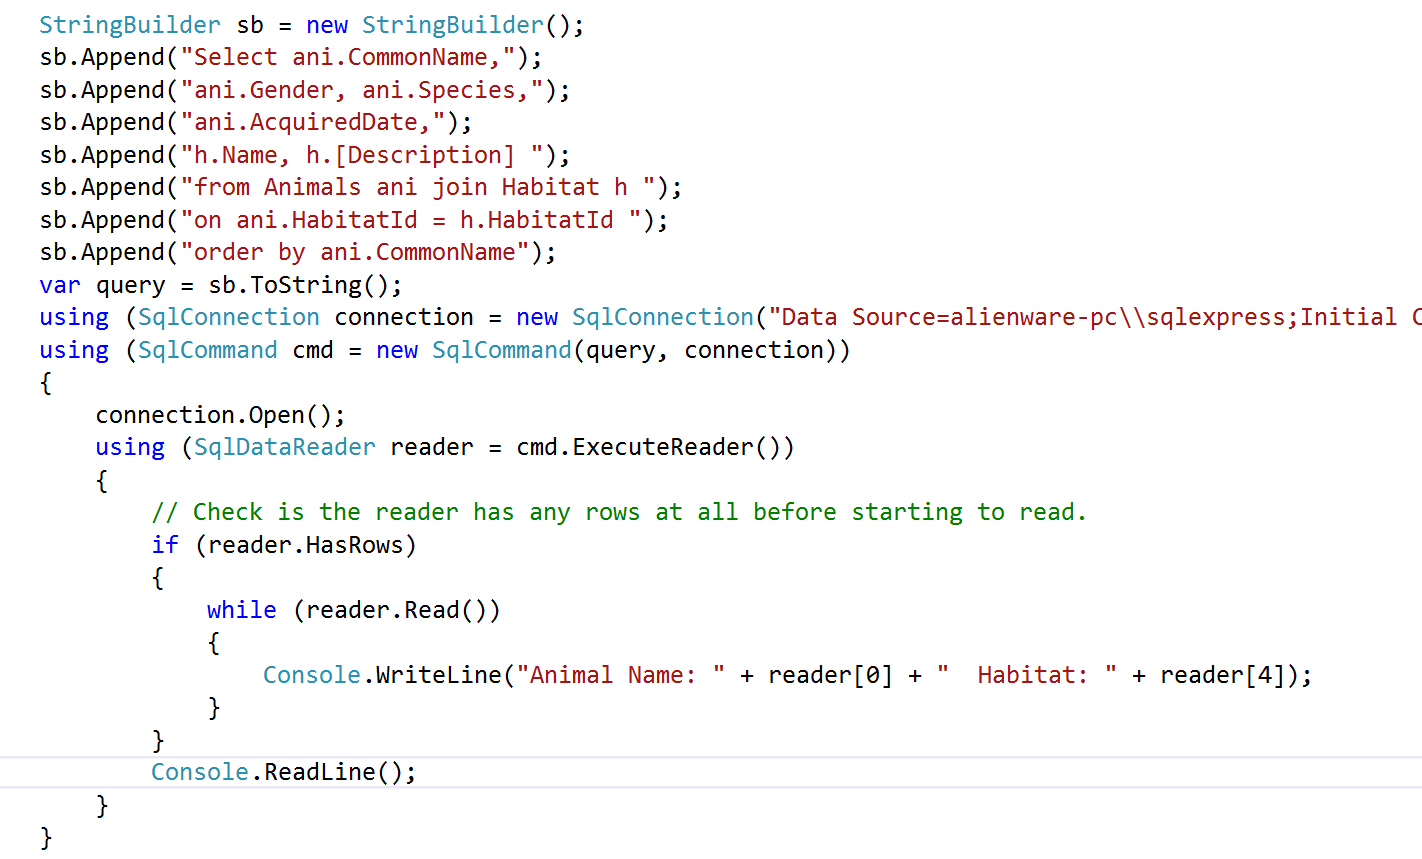 StringBuilder sb = new StringBuilder();
sb.Append("Select ani.CommonName,");
sb.Append("ani.Gender, ani.Species,");
sb.Append("ani.AcquiredDate,");
sb.Append("h.Name, h.[Description] ");
sb.Append("from Animals ani join Habitat h ");
sb.Append("on ani.HabitatId = h.HabitatId ");
sb.Append("order by ani.CommonName");
var query = sb.ToString();
using (SqlConnection connection = new SqlConnection("Data Source=alienware-pc\\sqlexpress;Initial C
using (SqlCommand cmd = new SqlCommand(query, connection))
{
    connection.Open();
    using (SqlDataReader reader = cmd.ExecuteReader())
    {
        // Check is the reader has any rows at all before starting to read.
        if (reader.HasRows)
        {
            while (reader.Read())
            {
                Console.WriteLine("Animal Name: " + reader[0] + "  Habitat: " + reader[4]);
            }
        }
        Console.ReadLine();
    }
}